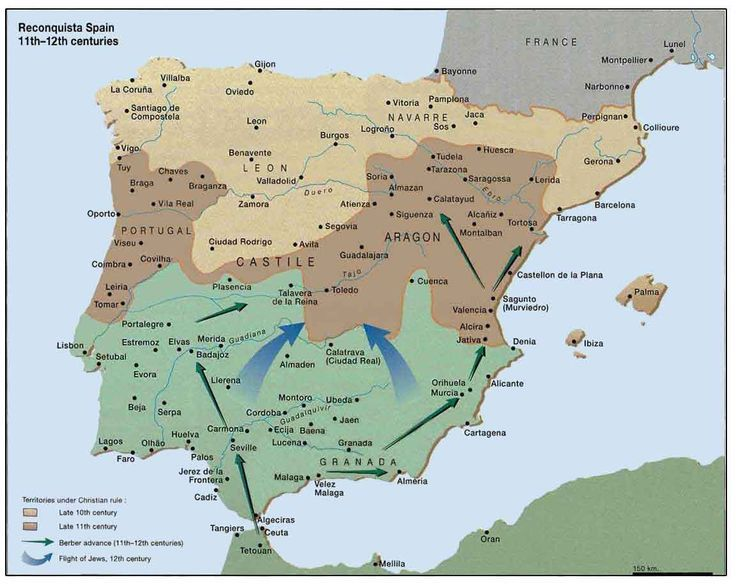 Reconquista Spain
11th–12th centuries
FRANCE
Lunel
Montpellier
Narbonne
Bayonne
Perpignan
Collioure
Gijon
Villalba
La Coruña
Oviedo
Santiago de
Compostela
Leon
Vitoria
Pamplona
NAVARRE
Jaca
Sos
Logroño
Burgos
Huesca
Gerona
Vigo
Tuy
Benavente
LEON
Valladolid
Tudela
Tarazona
Saragossa
Lerida
Ebro
Soria
Almazan
Chaves
Braga
Braganza
Vila Real
Zamora
Duero
Atienza
Siguenza
Calatayud
Alcañiz
Montalban
Tortosa
Barcelona
Tarragona
Oporto
PORTUGAL
Viseu
Segovia
Ciudad Rodrigo
Avila
ARAGON
Guadalajara
CASTILE
Coimbra
Covilha
Leiria
Tomar
Plasencia
Talavera
de la Reina
Tajo
Toledo
Cuenca
Castellon de la Plana
Sagunto
(Murviedro)
Palma
Valencia
Alcira
Jativa
Denia
Ibiza
Portalegre
Lisbon
Setubal
Estremoz
Elvas
Merida
Badajoz
Guadiana
Evora
Almaden
Calatrava
(Ciudad Real)
Llerena
Beja
Serpa
Montoro
Cordoba
Guadalquivir
Ubeda
Orihuela
Murcia
Alicante
Lagos
Faro
Olhão
Huelva
Palos
Carmona
Seville
Ecija
Baena
Jaen
Lucena
Granada
Cartagena
GRANADA
Jerez de la
Frontera
Cadiz
Malaga
Velez
Malaga
Almeria
Algeciras
Tangiers
Ceuta
Tetouan
Mellila
Oran
Territories under Christian rule :
Late 10th century
Late 11th century
Berber advance (11th–12th centuries)
Flight of Jews, 12th century
150 km.